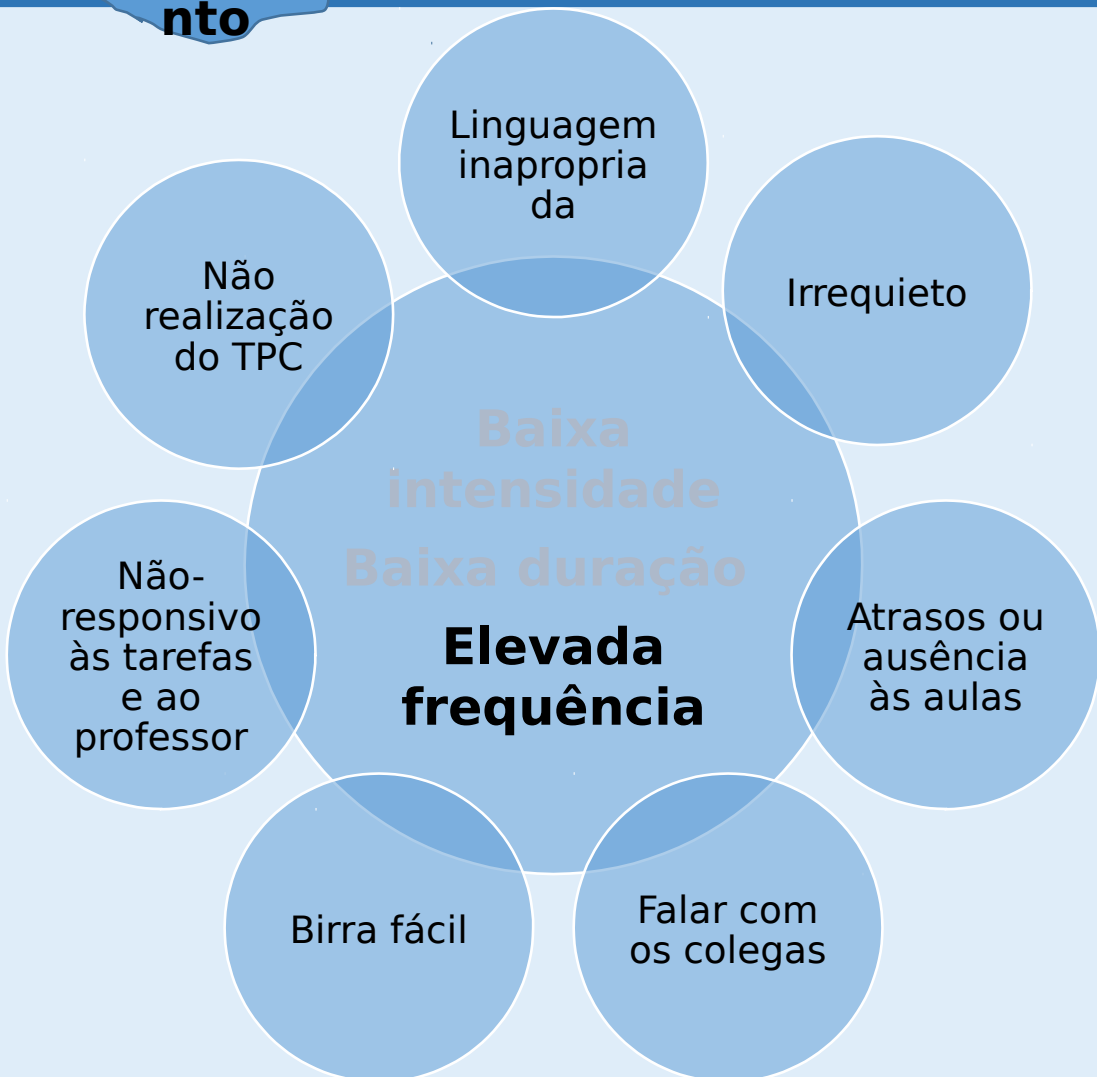 nto
Linguagem
inapropria
da
Irrequieto
Não
realização
do TPC
Baixa
intensidade
Baixa duração
Elevada
frequência
Não-
responsivo
às tarefas
e ao
professor
Atrasos ou
ausência
às aulas
Birra fácil
Falar com
os colegas